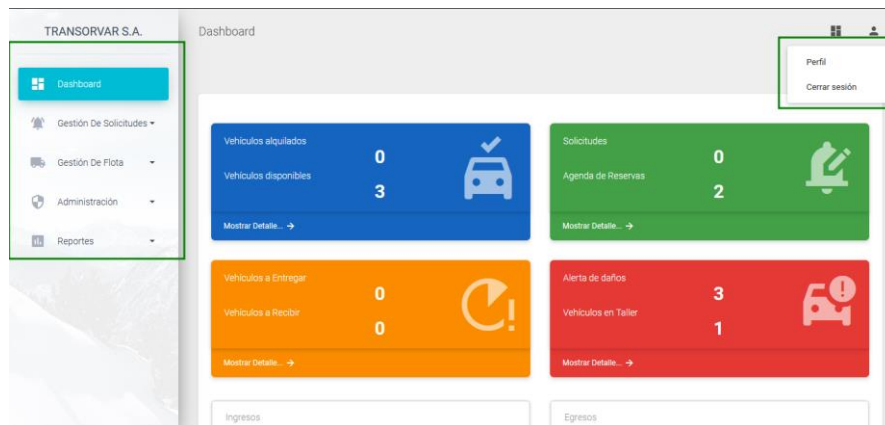 TRANSORVAR S.A.
Dashboard
Perfil
Cerrar sesión
Dashboard
Gestión De Solicitudes
Gestión De Flota
Administración
Reportes
Vehículos alquilados
0
Vehículos disponibles
3
Mostrar Detalle... →
Solicitudes
0
Agenda de Reservas
2
Mostrar Detalle... →
Vehículos a Entregar
0
Vehículos a Recibir
0
Mostrar Detalle... →
Alerta de daños
3
Vehículos en Taller
1
Mostrar Detalle... →
Ingresos
Egresos